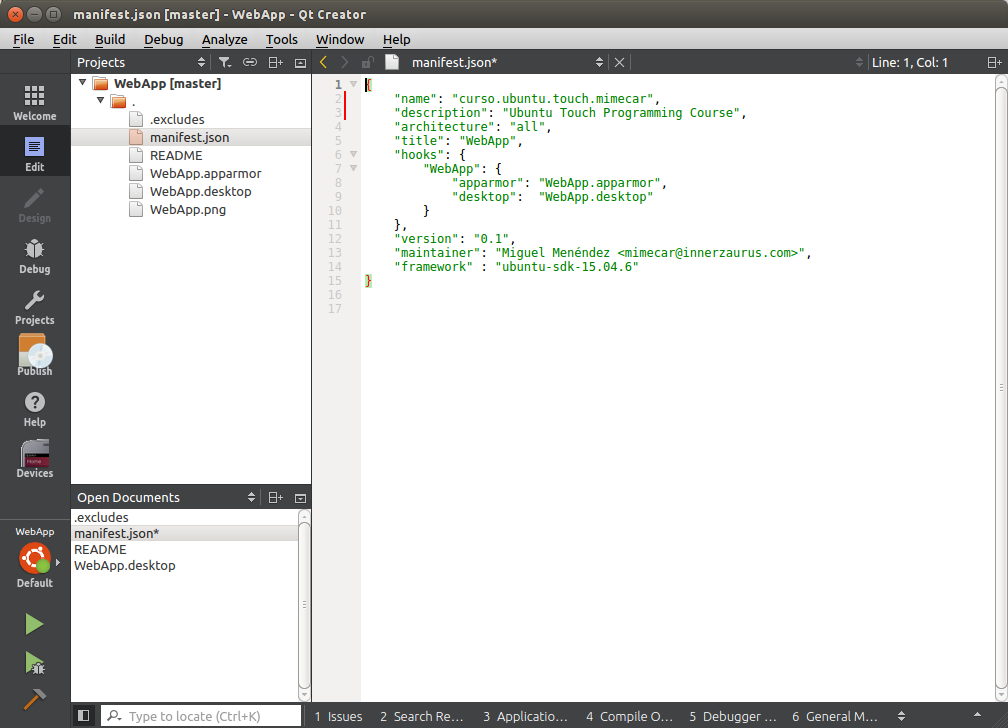 manifest.json [master] - WebApp - Qt Creator
File Edit Build Debug Analyze Tools Window Help
Projects
manifest.json*
Line: 1, Col: 1
Welcome
Edit
Design
Debug
Projects
Publish
Help
Devices
WebApp
Default
WebApp [master]
.
.excludes
manifest.json
README
WebApp.apparmor
WebApp.desktop
WebApp.png
Open Documents
.excludes
manifest.json*
README
WebApp.desktop
1 {
2 "name": "curso.ubuntu.touch.mimecar",
3 "description": "Ubuntu Touch Programming Course",
4 "architecture": "all",
5 "title": "WebApp",
6 "hooks": {
7 "WebApp": {
8 "apparmor": "WebApp.apparmor",
9 "desktop": "WebApp.desktop"
10 }
11 },
12 "version": "0.1",
13 "maintainer": "Miguel Menéndez <mimecar@innerzaurus.com>",
14 "framework" : "ubuntu-sdk-15.04.6"
15 }
16
17
Type to locate (Ctrl+K)
1 Issues 2 Search Re... 3 Applicatio... 4 Compile O... 5 Debugger ... 6 General M...